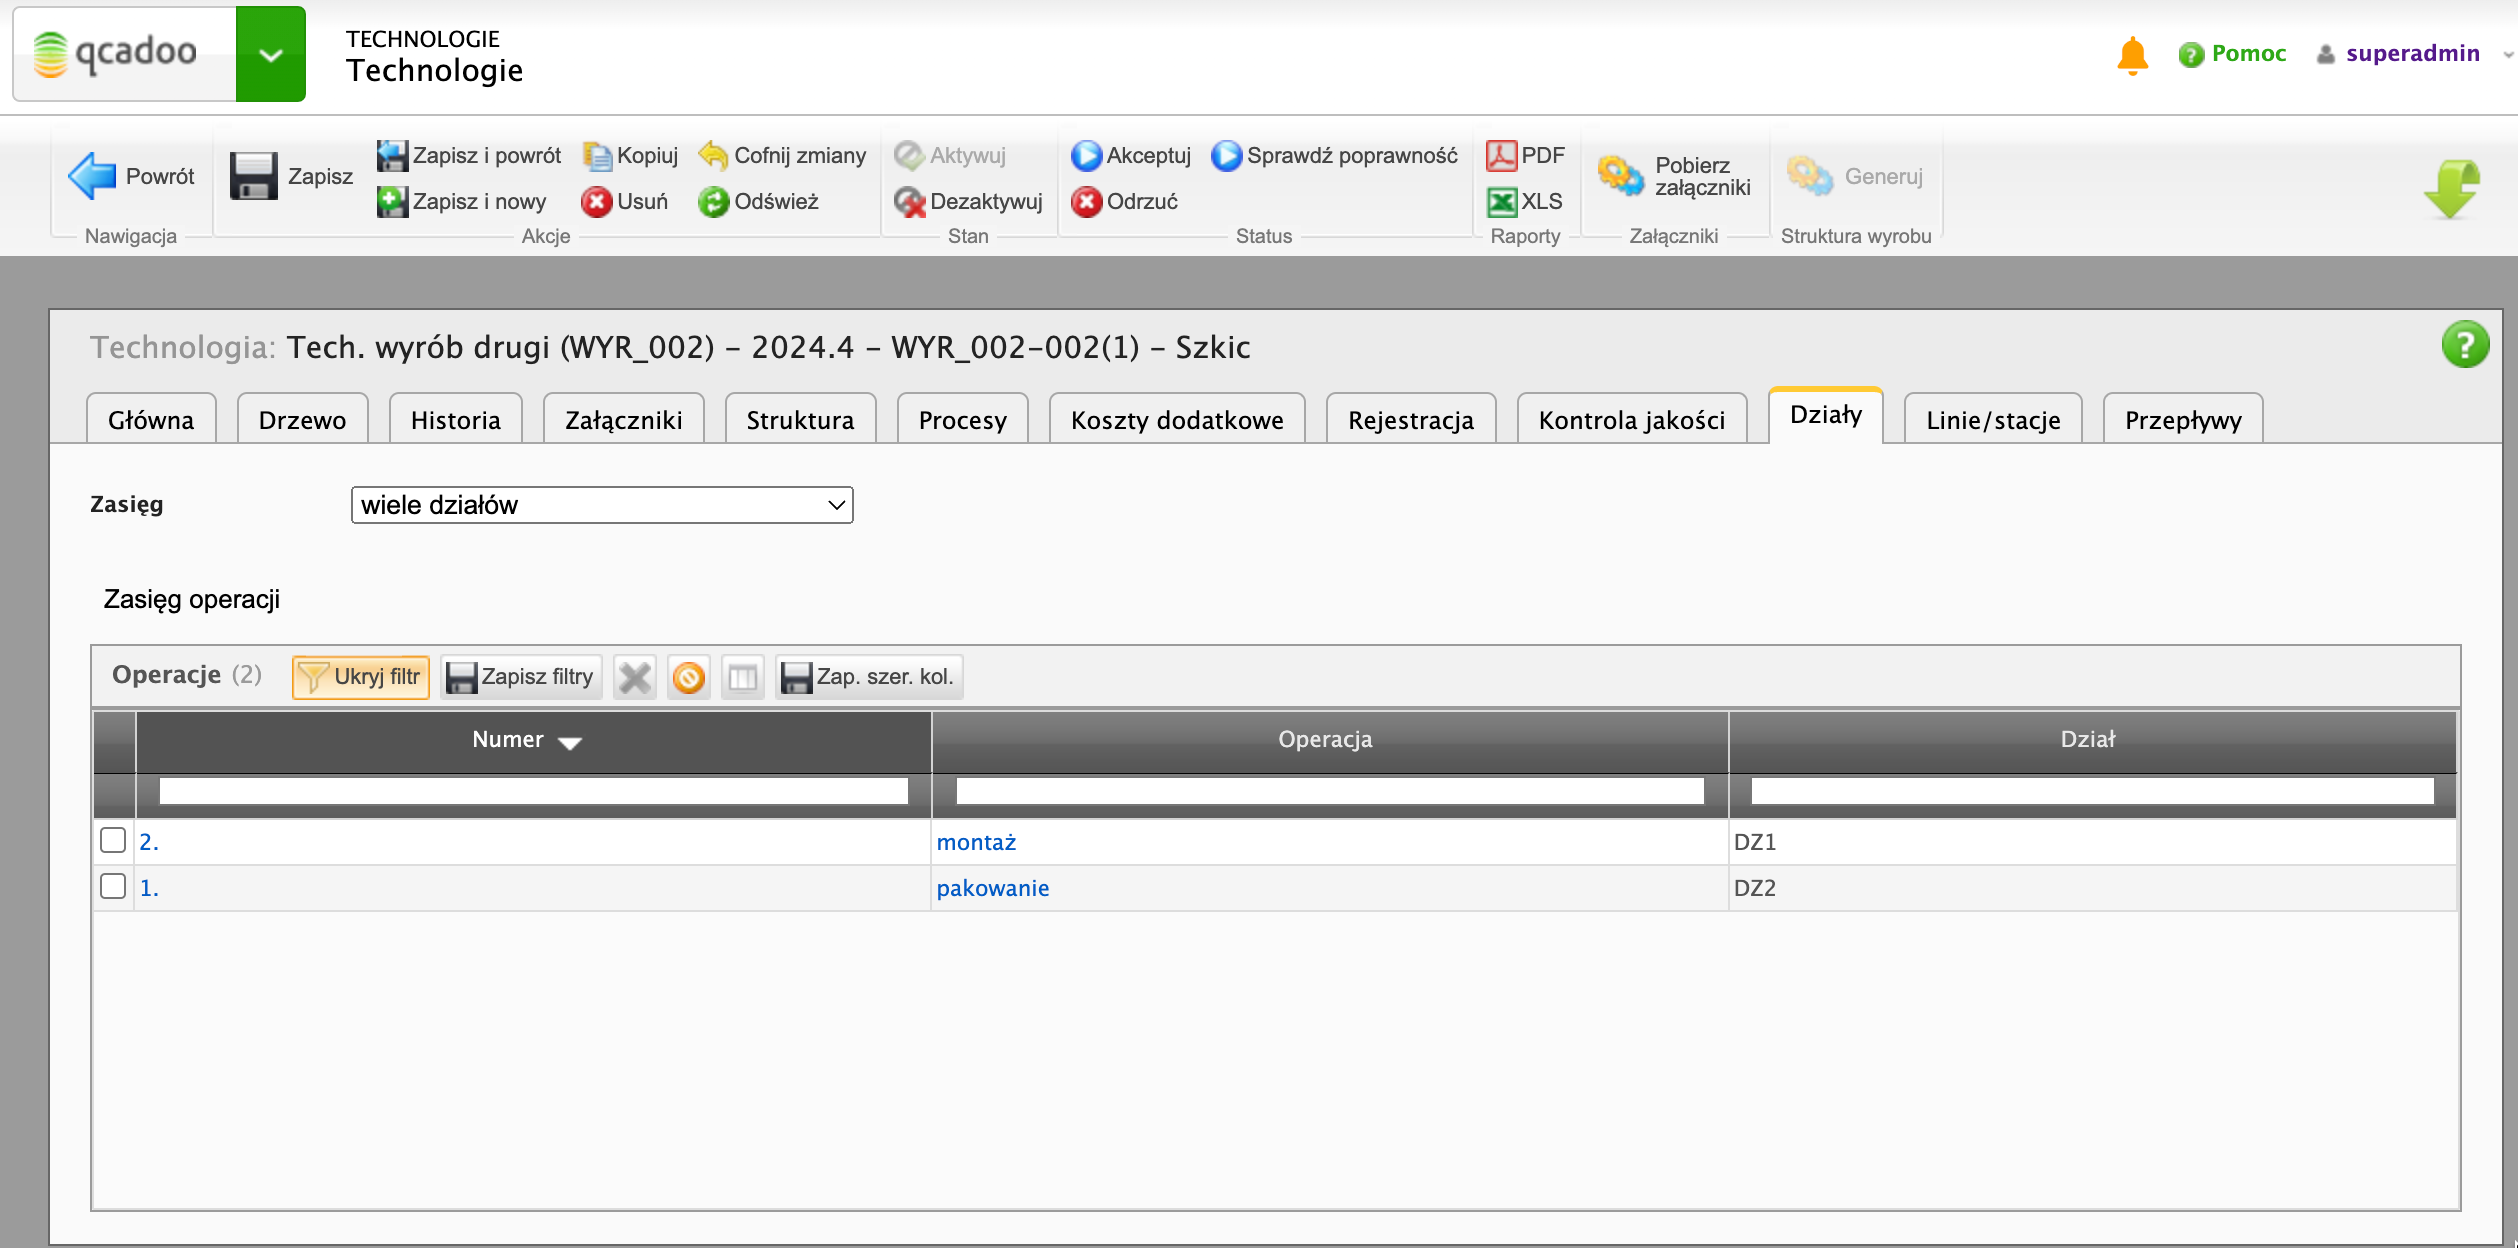 qcadoo
TECHNOLOGIE
Technologie
Pomoc
superadmin
Powrót
Zapisz
Zapisz i powrót
Kopiuj
Cofnij zmiany
Zapisz i nowy
Usuń
Odśwież
Aktywuj
Dezaktywuj
Akceptuj
Sprawdź poprawność
Odrzuć
PDF
XLS
Pobierz
załączniki
Generuj
Nawigacja
Akcje
Stan
Status
Raporty
Załączniki
Struktura wyrobu
Technologia: Tech. wyrób drugi (WYR_002) - 2024.4 - WYR_002-002(1) - Szkic
Główna
Drzewo
Historia
Załączniki
Struktura
Procesy
Koszty dodatkowe
Rejestracja
Kontrola jakości
Działy
Linie/stacje
Przepływy
Zasięg
wiele działów
Zasięg operacji
Operacje (2)
Ukryj filtr
Zapisz filtry
Zap. szer. kol.
Numer
Operacja
Dział
2. montaż DZ1
1. pakowanie DZ2